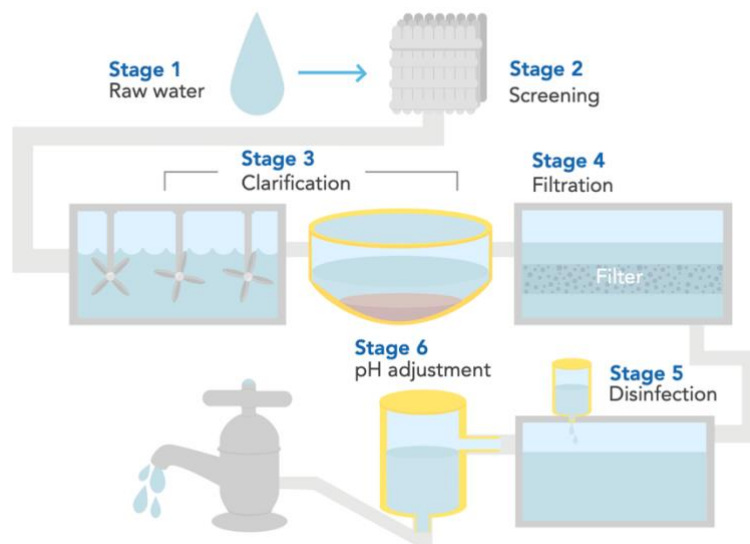 Stage 1
Raw water
Stage 2
Screening
Stage 3
Clarification
Stage 4
Filtration
Filter
Stage 5
Disinfection
Stage 6
pH adjustment